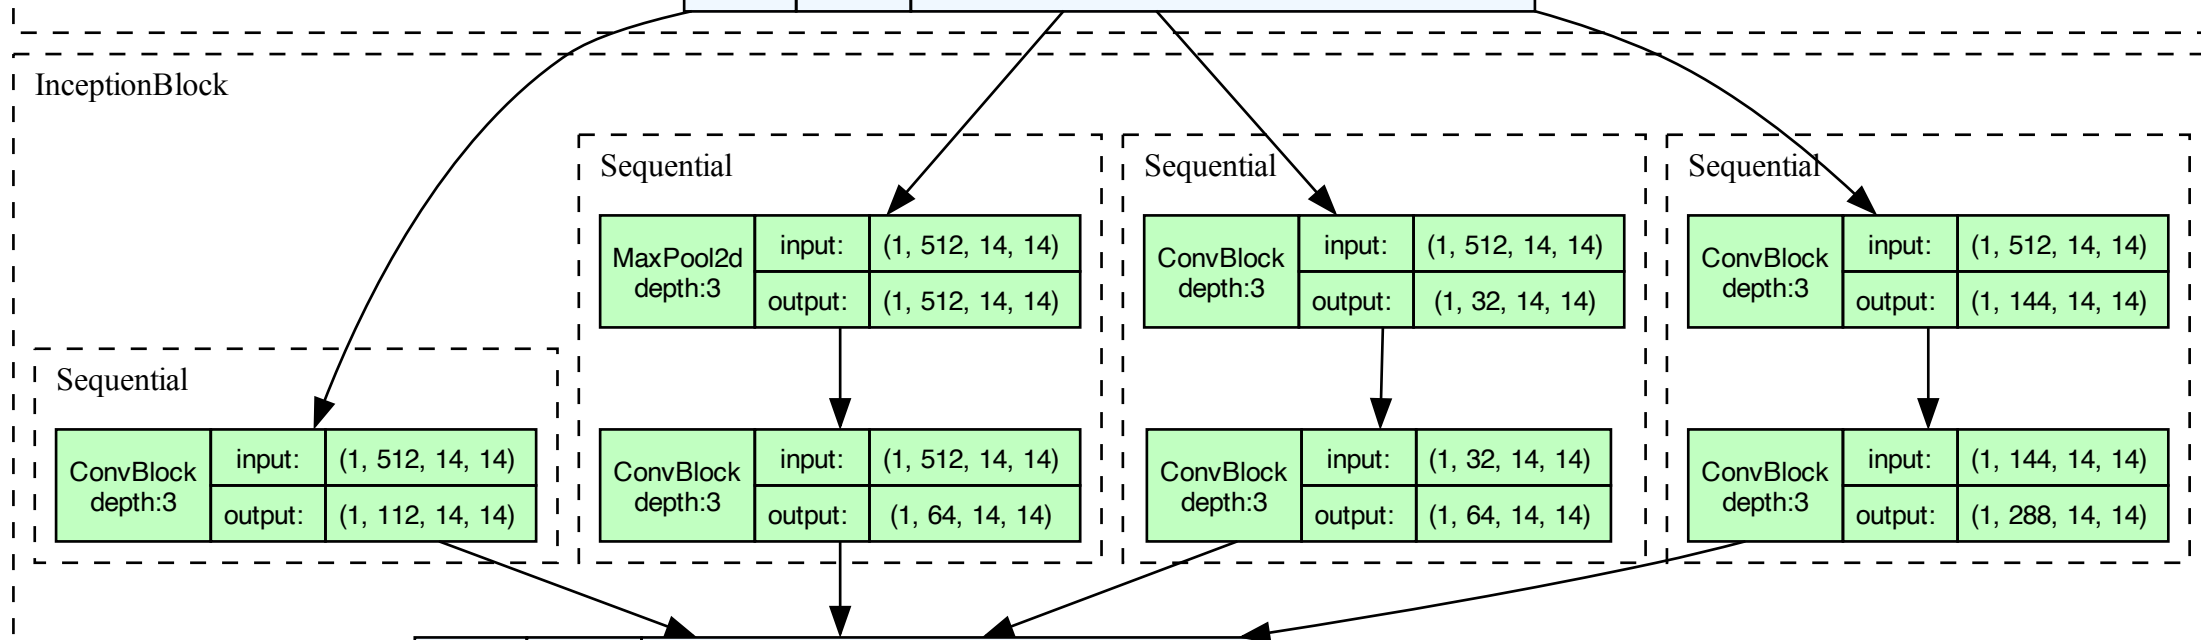 InceptionBlock
Sequential
MaxPool2d
depth:3
input: (1, 512, 14, 14)
output: (1, 512, 14, 14)
Sequential
ConvBlock
depth:3
input: (1, 512, 14, 14)
output: (1, 32, 14, 14)
Sequential
ConvBlock
depth:3
input: (1, 512, 14, 14)
output: (1, 144, 14, 14)
Sequential
ConvBlock
depth:3
input: (1, 512, 14, 14)
output: (1, 112, 14, 14)
ConvBlock
depth:3
input: (1, 512, 14, 14)
output: (1, 64, 14, 14)
ConvBlock
depth:3
input: (1, 32, 14, 14)
output: (1, 64, 14, 14)
ConvBlock
depth:3
input: (1, 144, 14, 14)
output: (1, 288, 14, 14)